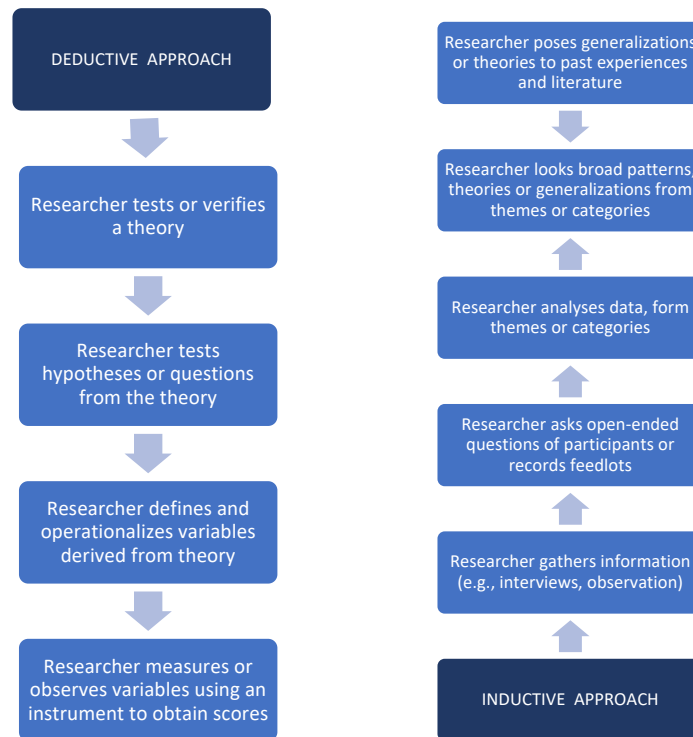 DEDUCTIVE APPROACH
Researcher tests or verifies
a theory
Researcher tests
hypotheses or questions
from the theory
Researcher defines and
operationalizes variables
derived from theory
Researcher measures or
observes variables using an
instrument to obtain scores
Researcher poses generalizations
or theories to past experiences
and literature
Researcher looks broad patterns,
theories or generalizations from
themes or categories
Researcher analyses data, form
themes or categories
Researcher asks open-ended
questions of participants or
records feedlots
Researcher gathers information
(e.g., interviews, observation)
INDUCTIVE APPROACH